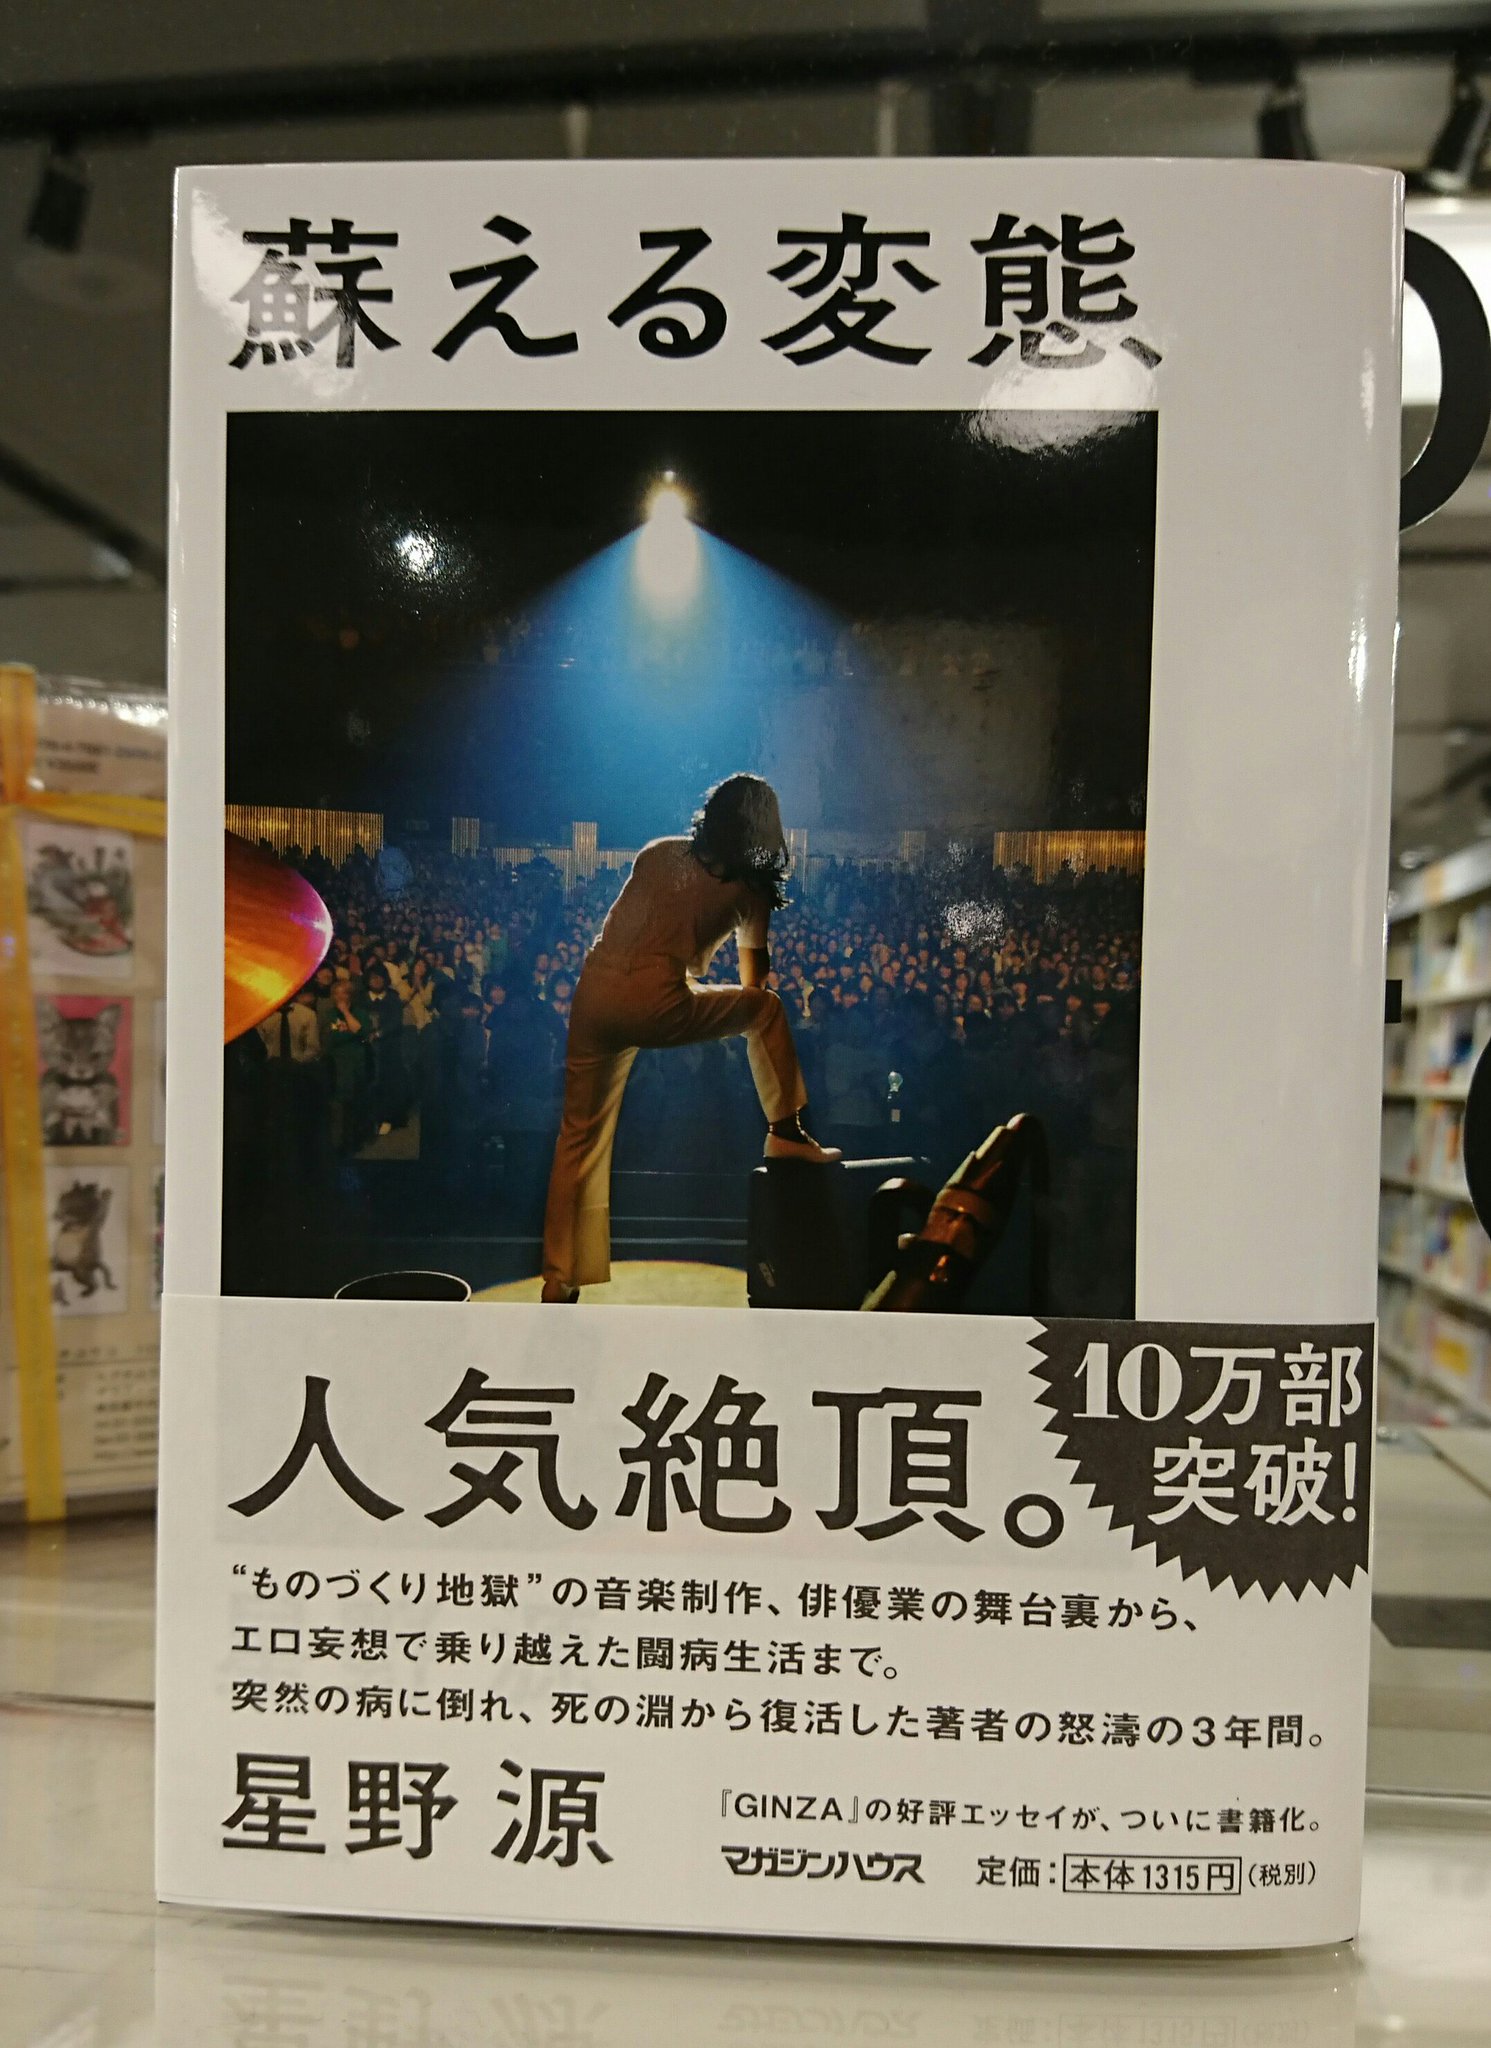 蘇える変態
人気絶頂。
10万部
突破!
“ものづくり地獄”の音楽制作、俳優業の舞台裏から、
エロ妄想で乗り越えた闘病生活まで。
突然の病に倒れ、死の淵から復活した著者の怒濤の3年間。
星野 源
『GINZA』の好評エッセイが、ついに書籍化。
マガジンハウス 定価：本体1315円（税別）